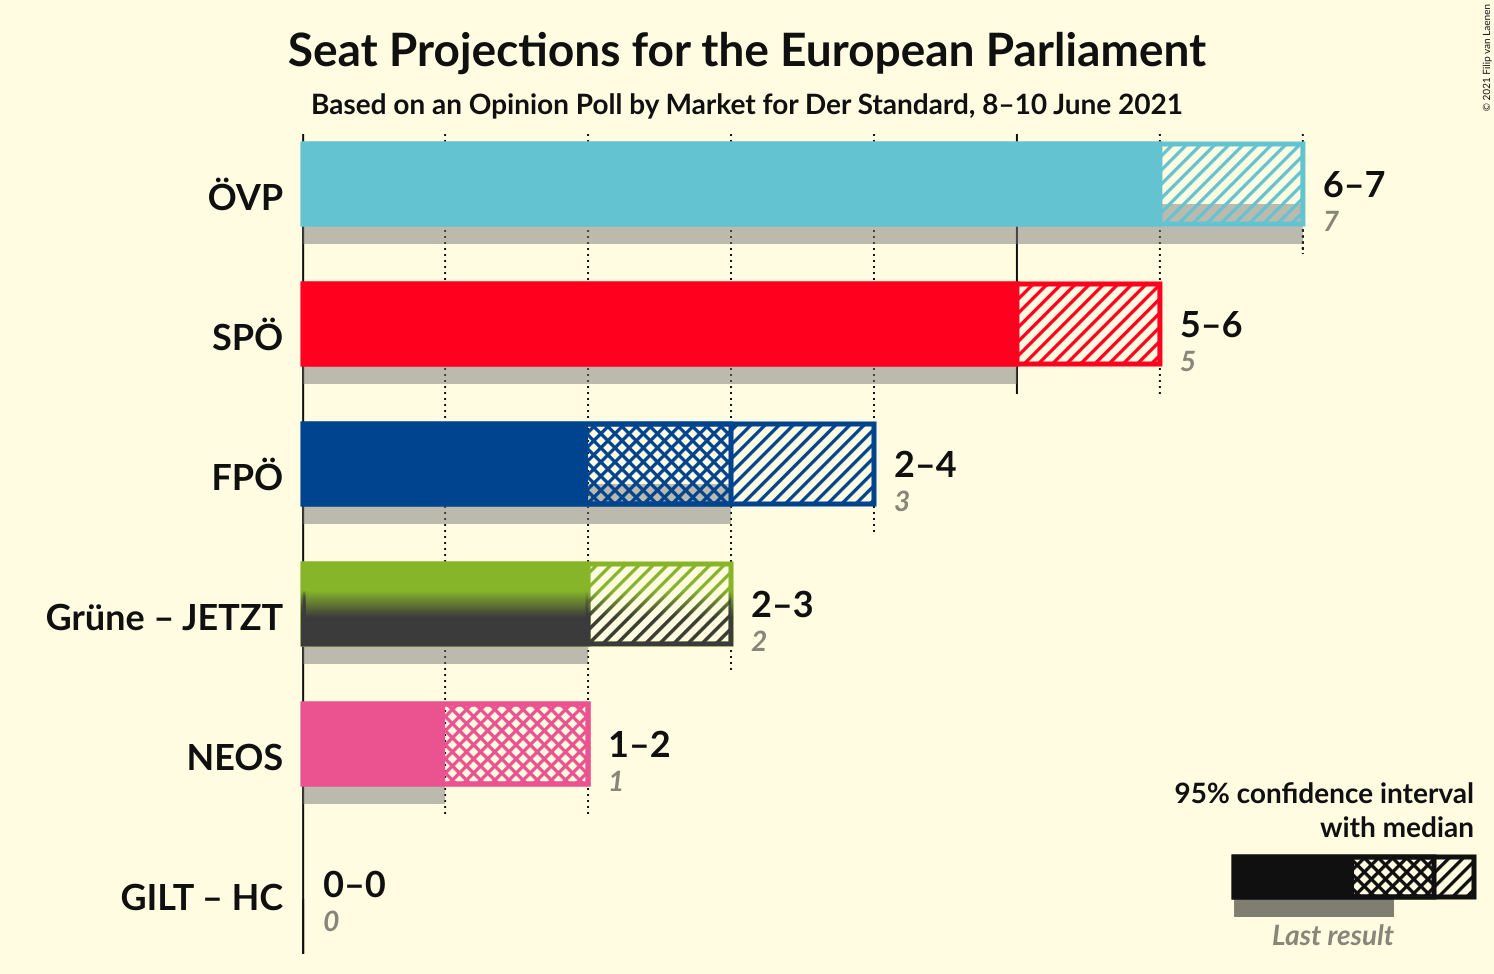 Seat Projections for the European Parliament
Based on an Opinion Poll by Market for Der Standard, 8–10 June 2021
© 2021 Filip van Laenen
ÖVP
6–7
7
SPÖ
5–6
5
FPÖ
2–4
3
Grüne – JETZT
2–3
2
NEOS
1–2
1
GILT – HC
0–0
0
95% confidence interval
with median
Last result